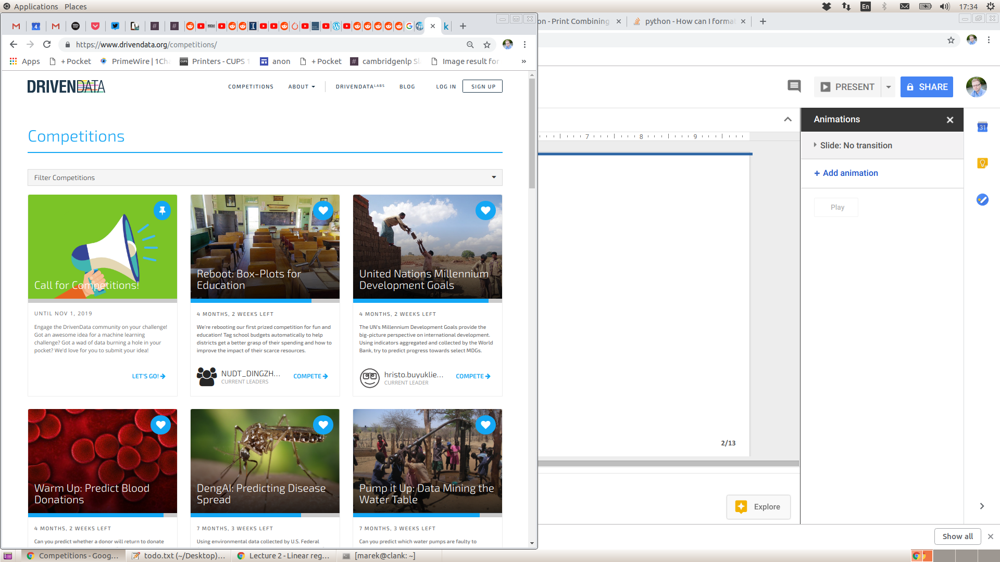 Applications Places
En
17:34
on - Print Combining
python - How can I format
https://www.drivendata.org/competitions/
Apps
+Pocket
PrimeWire | 1Ch
Printers - CUPS 1
anon
+Pocket
cambridgenlp Sl
Image result for
»
DRIVENDATA
COMPETITIONS
ABOUT
DRIVENDATA LABS
BLOG
LOG IN
SIGN UP
Competitions
Filter Competitions
Call for Competitions!
UNTIL NOV 1, 2019
Engage the DrivenData community on your challenge!
Got an awesome idea for a machine learning
challenge? Got a wad of data burning a hole in your
pocket? We'd love for you to submit your idea!
LET'S GO!
Reboot: Box-Plots for
Education
4 MONTHS, 2 WEEKS LEFT
We're rebooting our first prized competition for fun and
education! Tag school budgets automatically to help
districts get a better grasp of their spending and how to
improve the impact of their scarce resources.
NUDT_DINGZH...
CURRENT LEADERS
COMPETE
United Nations Millennium
Development Goals
4 MONTHS, 2 WEEKS LEFT
The UN's Millennium Development Goals provide the
big-picture perspective on international development.
Using indicators aggregated and collected by the World
Bank, try to predict progress towards select MDGs.
hristo.buyuklie...
CURRENT LEADER
COMPETE
Warm Up: Predict Blood
Donations
4 MONTHS, 2 WEEKS LEFT
Can you predict whether a donor will return to donate
DengAI: Predicting Disease
Spread
7 MONTHS, 3 WEEKS LEFT
Using environmental data collected by U.S. Federal
Pump it Up: Data Mining the
Water Table
7 MONTHS, 3 WEEKS LEFT
Can you predict which water pumps are faulty to
PRESENT
SHARE
7 8 9
Animations
Slide: No transition
+ Add animation
Play
31
2/13
Explore
Show all
Competitions - Goog...
todo.txt (~/Desktop)...
Lecture 2 - Linear reg...
[marek@clank: ~]